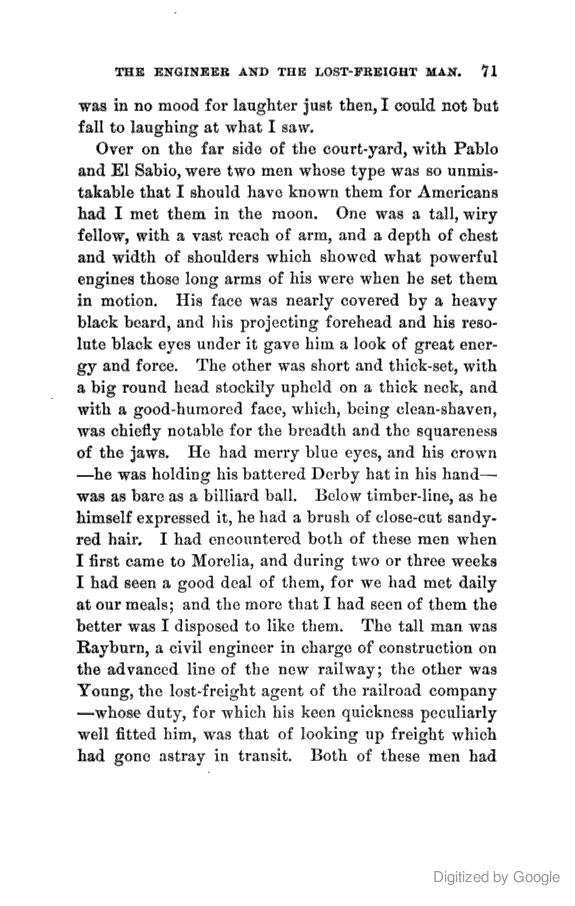 THE ENGINEER AND THE LOST-FREIGHT MAN. 71
was in no mood for laughter just then, I could not but
fall to laughing at what I saw.
Over on the far side of the court-yard, with Pablo
and El Sabio, were two men whose type was so unmis-
takable that I should have known them for Americans
had I met them in the moon. One was a tall, wiry
fellow, with a vast reach of arm, and a depth of chest
and width of shoulders which showed what powerful
engines those long arms of his were when he set them
in motion. His face was nearly covered by a heavy
black beard, and his projecting forehead and his reso-
lute black eyes under it gave him a look of great ener-
gy and force. The other was short and thick-set, with
a big round head stockily upheld on a thick neck, and
with a good-humored face, which, being clean-shaven,
was chiefly notable for the breadth and the squareness
of the jaws. He had merry blue eyes, and his crown
—he was holding his battered Derby hat in his hand—
was as bare as a billiard ball. Below timber-line, as he
himself expressed it, he had a brush of close-cut sandy-
red hair. I had encountered both of these men when
I first came to Morelia, and during two or three weeks
I had seen a good deal of them, for we had met daily
at our meals; and the more that I had seen of them the
better was I disposed to like them. The tall man was
Rayburn, a civil engineer in charge of construction on
the advanced line of the new railway; the other was
Young, the lost-freight agent of the railroad company
—whose duty, for which his keen quickness peculiarly
well fitted him, was that of looking up freight which
had gone astray in transit. Both of these men had
Digitized by Google